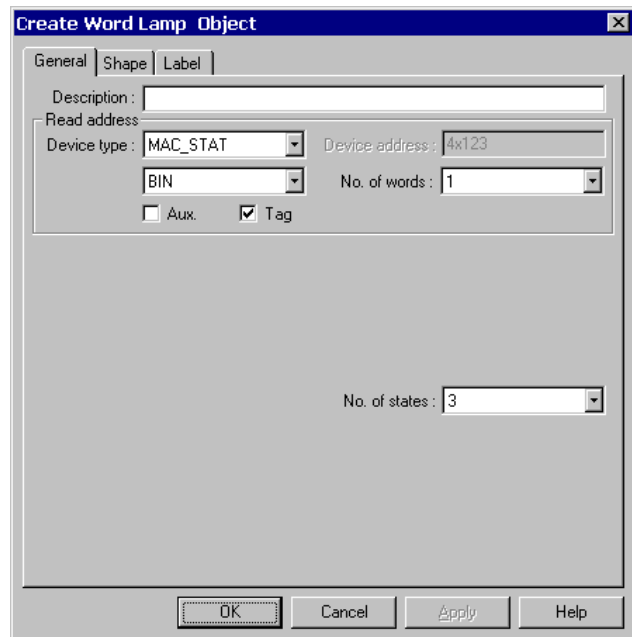 Create Word Lamp Object
General Shape Label
Description :
Read address
Device type : MAC_STAT Device address : 4x123
BIN No. of words : 1
Aux. Tag
No. of states : 3
OK Cancel Apply Help